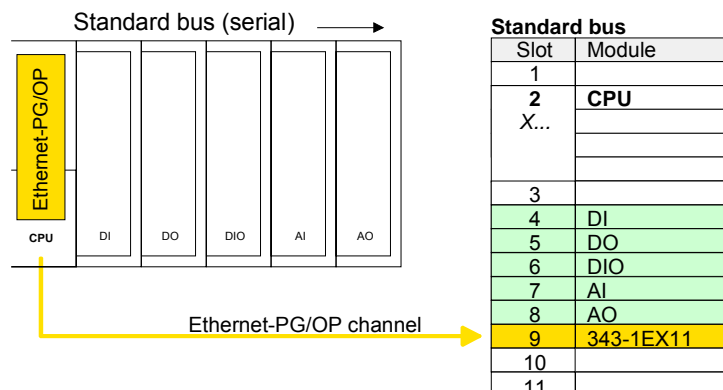 Standard bus (serial)
Ethernet-PG/OP
CPU
DI
DO
DIO
AI
AO
Ethernet-PG/OP channel
Standard bus
Slot Module
1
2 CPU
X...
3
4 DI
5 DO
6 DIO
7 AI
8 AO
9 343-1EX11
10
11